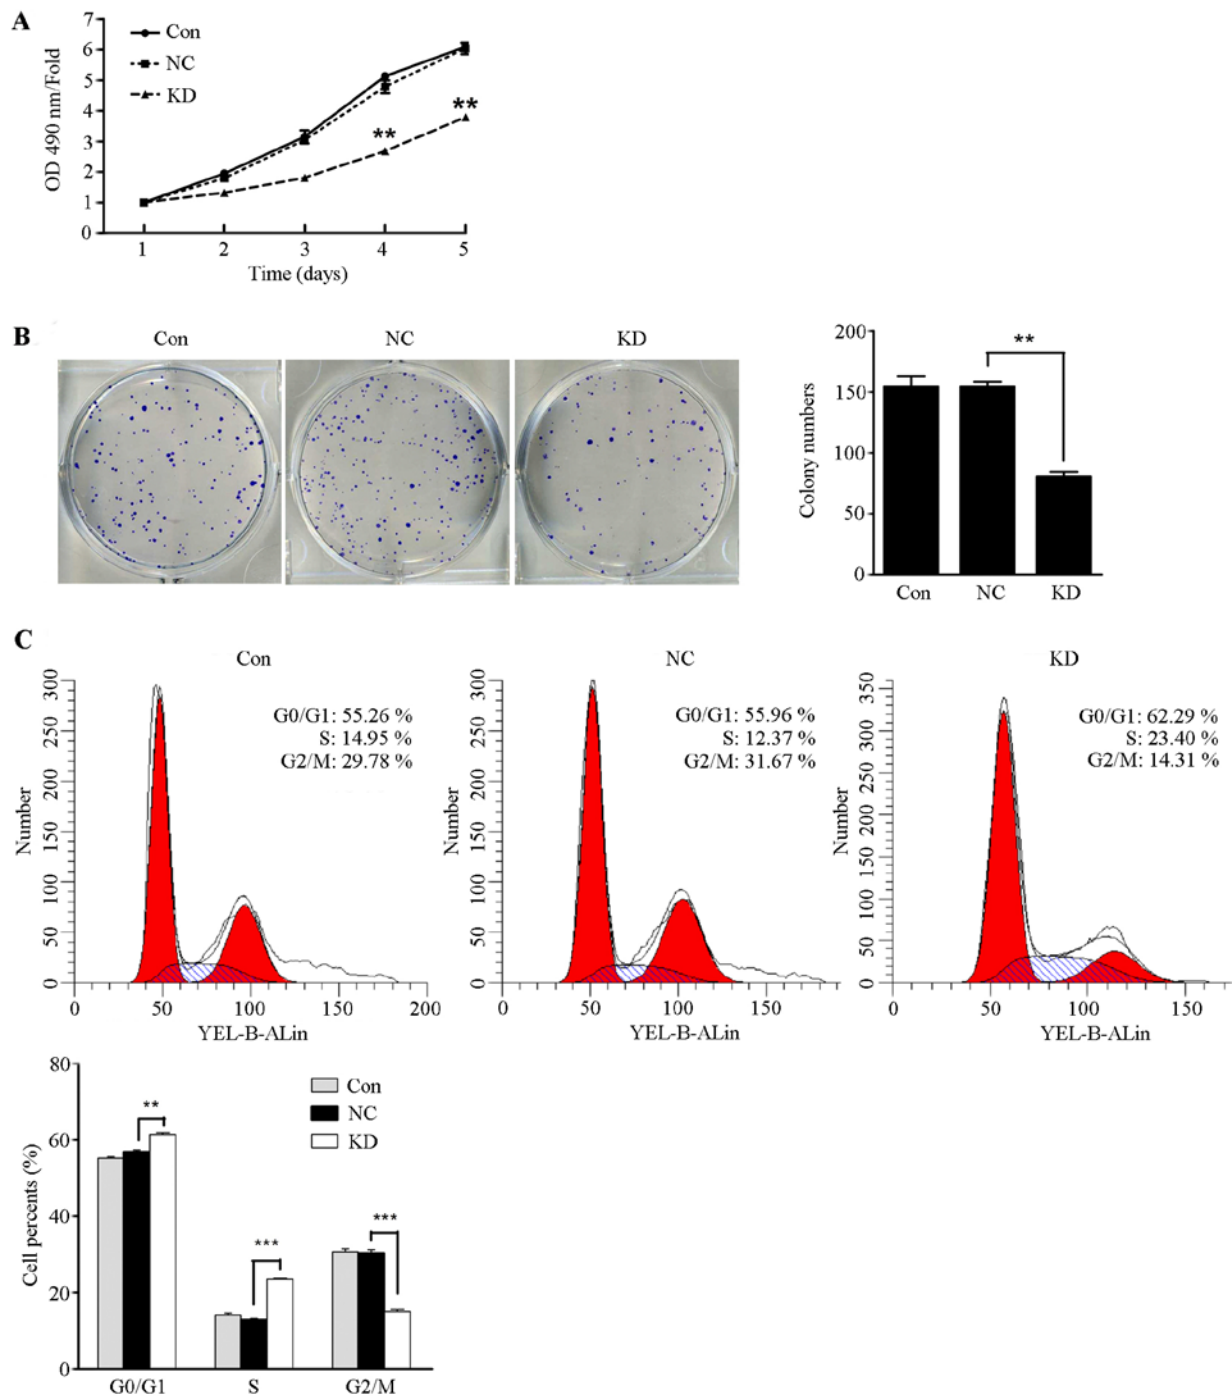 A
7
6
5
4
3
2
1
0
OD 490 nm/Fold
Con
NC
KD
**
**
1 2 3 4 5
Time (days)
B
Con NC KD
200
150
100
50
0
Colony numbers
**
Con NC KD
C
Con
300
250
200
150
100
50
0
Number
G0/G1: 55.26 %
S: 14.95 %
G2/M: 29.78 %
0 50 100 150 200
YEL-B-ALin
NC
300
250
200
150
100
50
0
Number
G0/G1: 55.96 %
S: 12.37 %
G2/M: 31.67 %
0 50 100 150
YEL-B-ALin
KD
350
300
250
200
150
100
50
0
Number
G0/G1: 62.29 %
S: 23.40 %
G2/M: 14.31 %
0 50 100 150
YEL-B-ALin
80
60
40
20
0
Cell percents (%)
Con
NC
KD
**
***
***
G0/G1 S G2/M